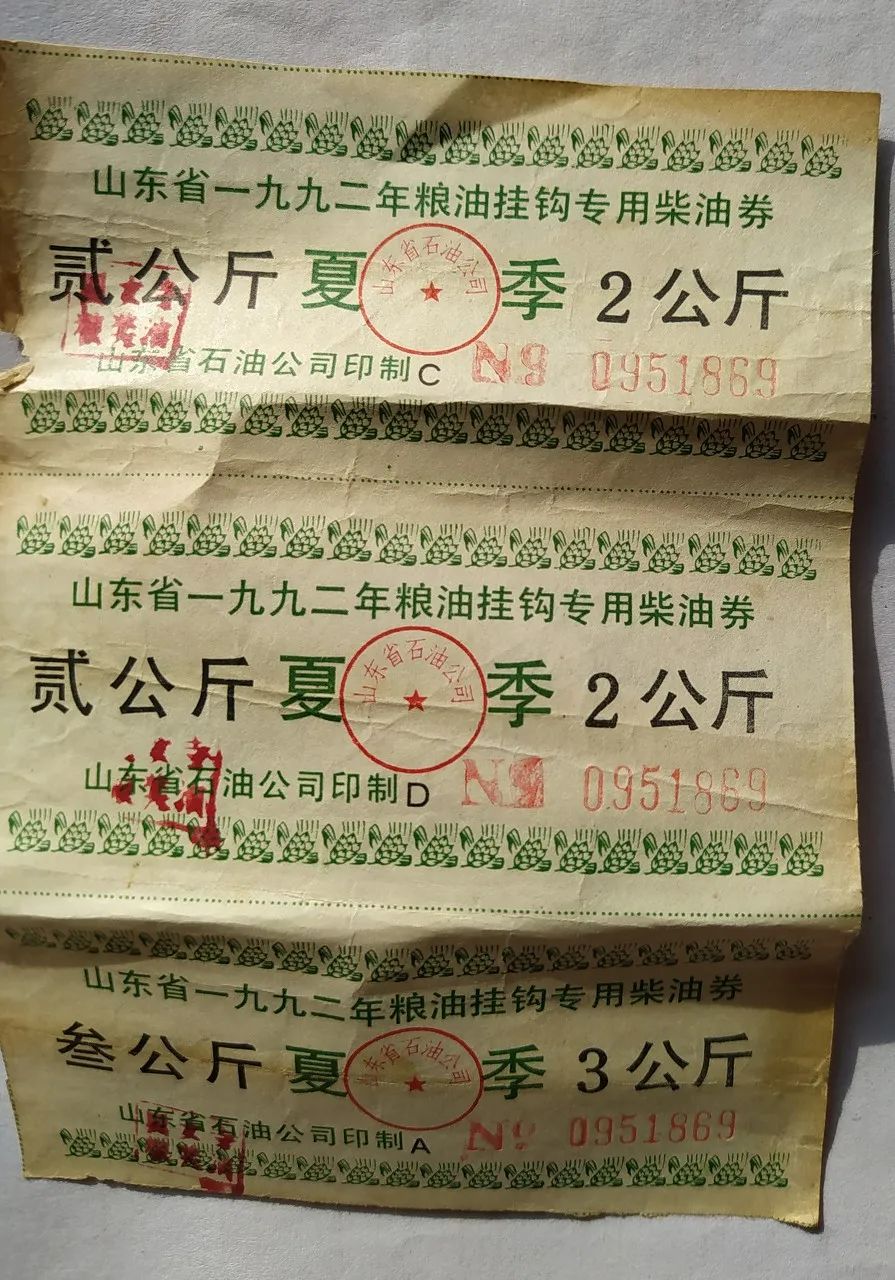 山东省一九九二年粮油挂钩专用柴油券
贰公斤 夏 季 2公斤
山东省石油公司
山东省石油公司印制C № 0951869
山东省一九九二年粮油挂钩专用柴油券
贰公斤 夏 季 2公斤
山东省石油公司
山东省石油公司印制D № 0951869
山东省一九九二年粮油挂钩专用柴油券
叁公斤 夏 季 3公斤
山东省石油公司
山东省石油公司印制A № 0951869